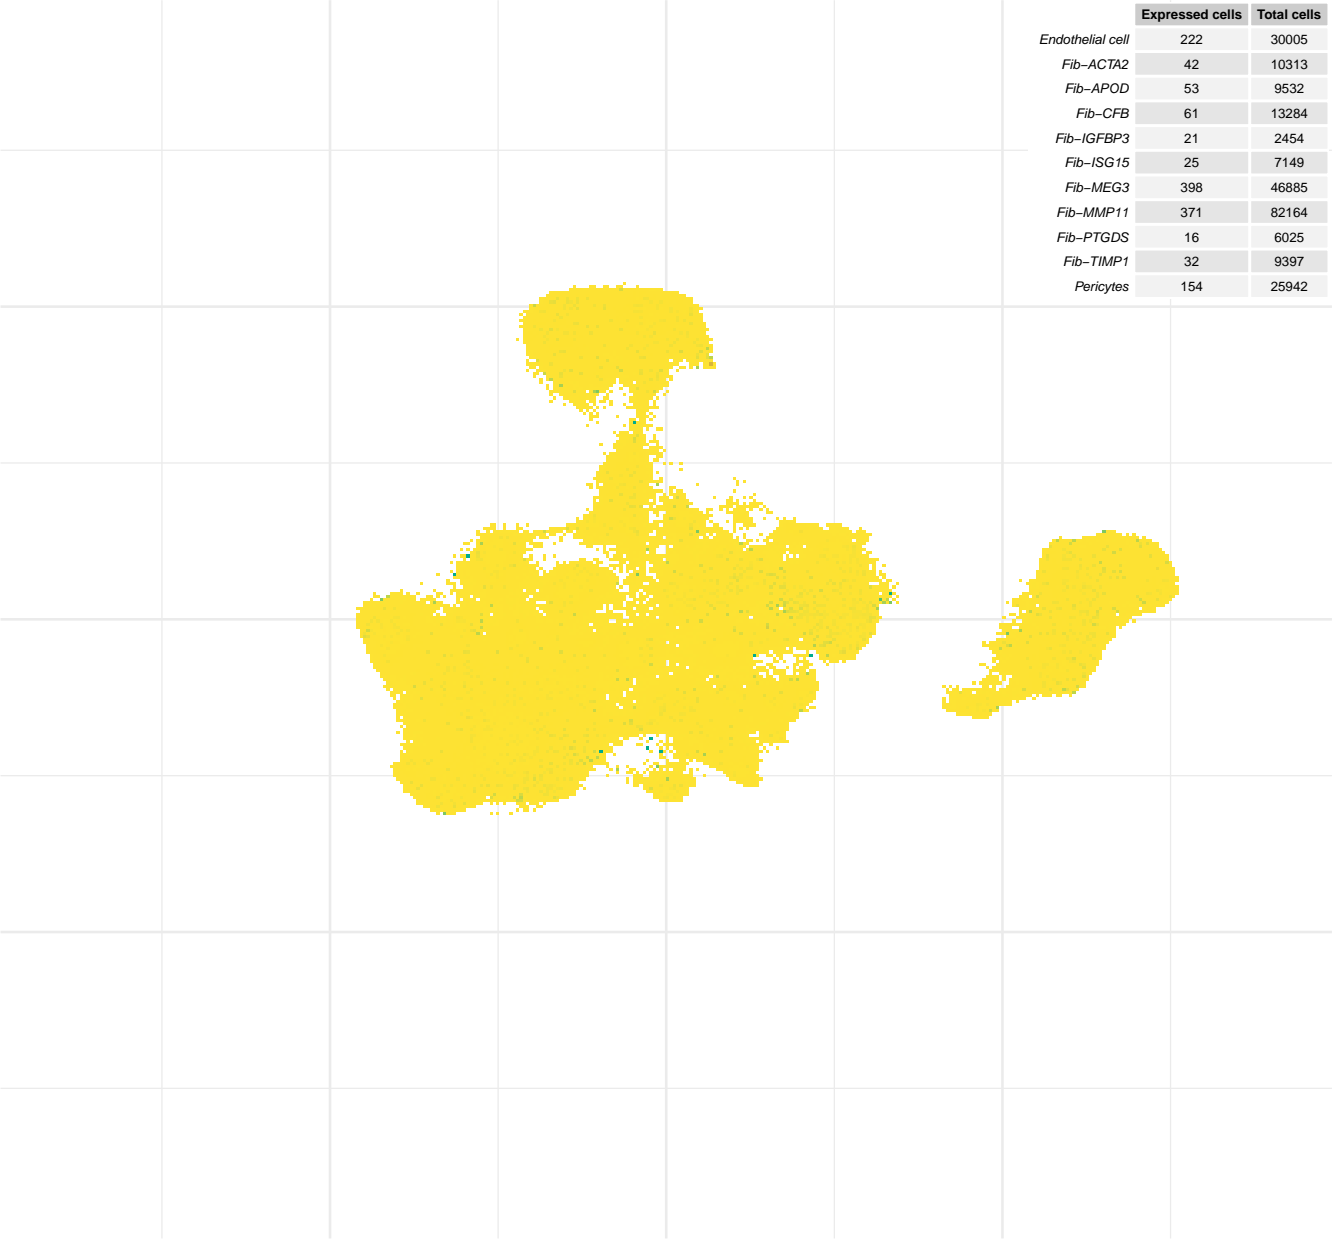 Expressed cells Total cells
Endothelial cell 222 30005
Fib−ACTA2 42 10313
Fib−APOD 53 9532
Fib−CFB 61 13284
Fib−IGFBP3 21 2454
Fib−ISG15 25 7149
Fib−MEG3 398 46885
Fib−MMP11 371 82164
Fib−PTGDS 16 6025
Fib−TIMP1 32 9397
Pericytes 154 25942